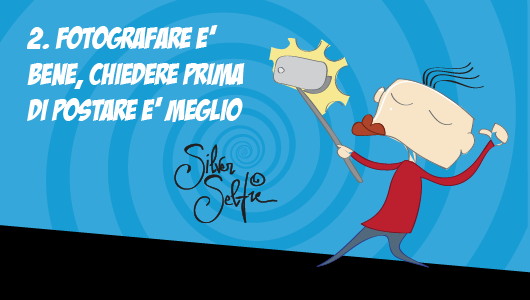 2. FOTOGRAFARE E'
BENE, CHIEDERE PRIMA
DI POSTARE E' MEGLIO
Silver
Selfie